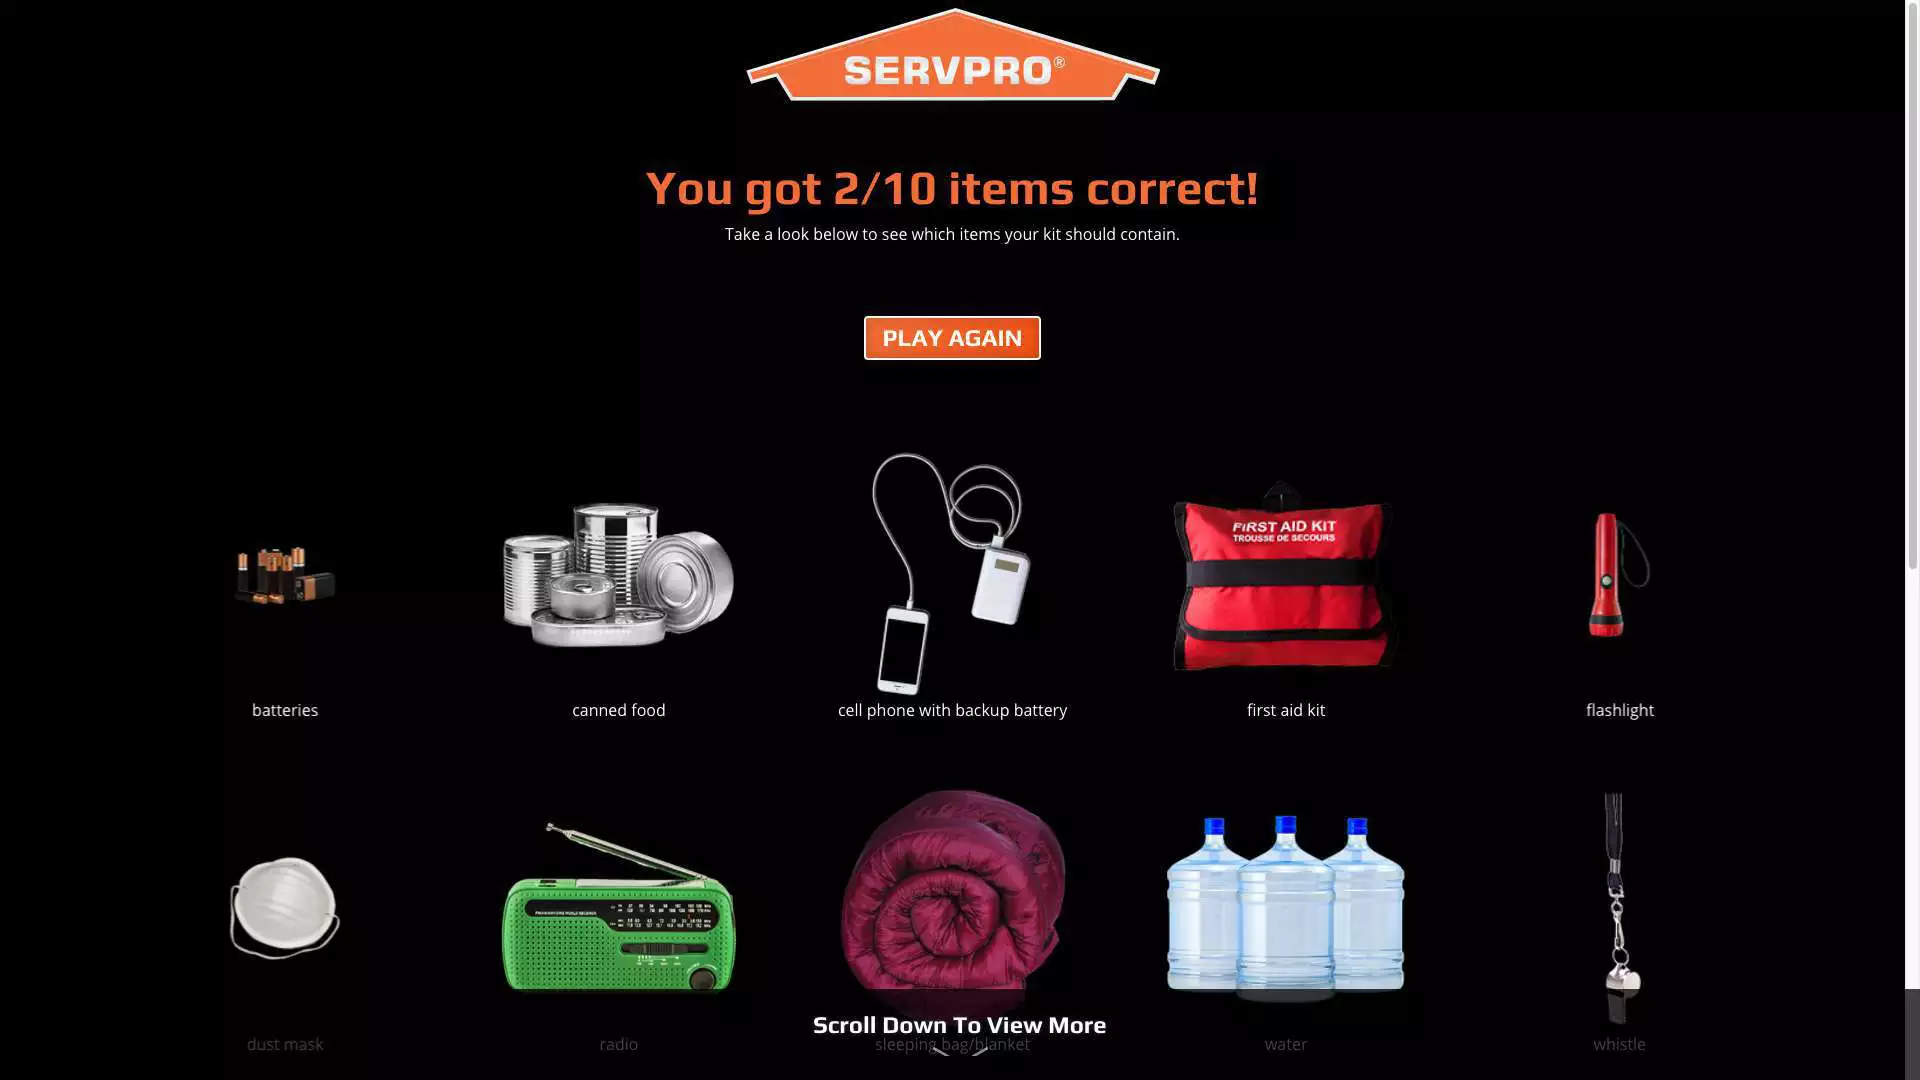 SERVPRO®
You got 2/10 items correct!
Take a look below to see which items your kit should contain.
PLAY AGAIN
FIRST AID KIT
TROUSSE DE SECOURS
batteries
canned food
cell phone with backup battery
first aid kit
flashlight
Scroll Down To View More
dust mask
radio
sleeping bag/blanket
water
whistle